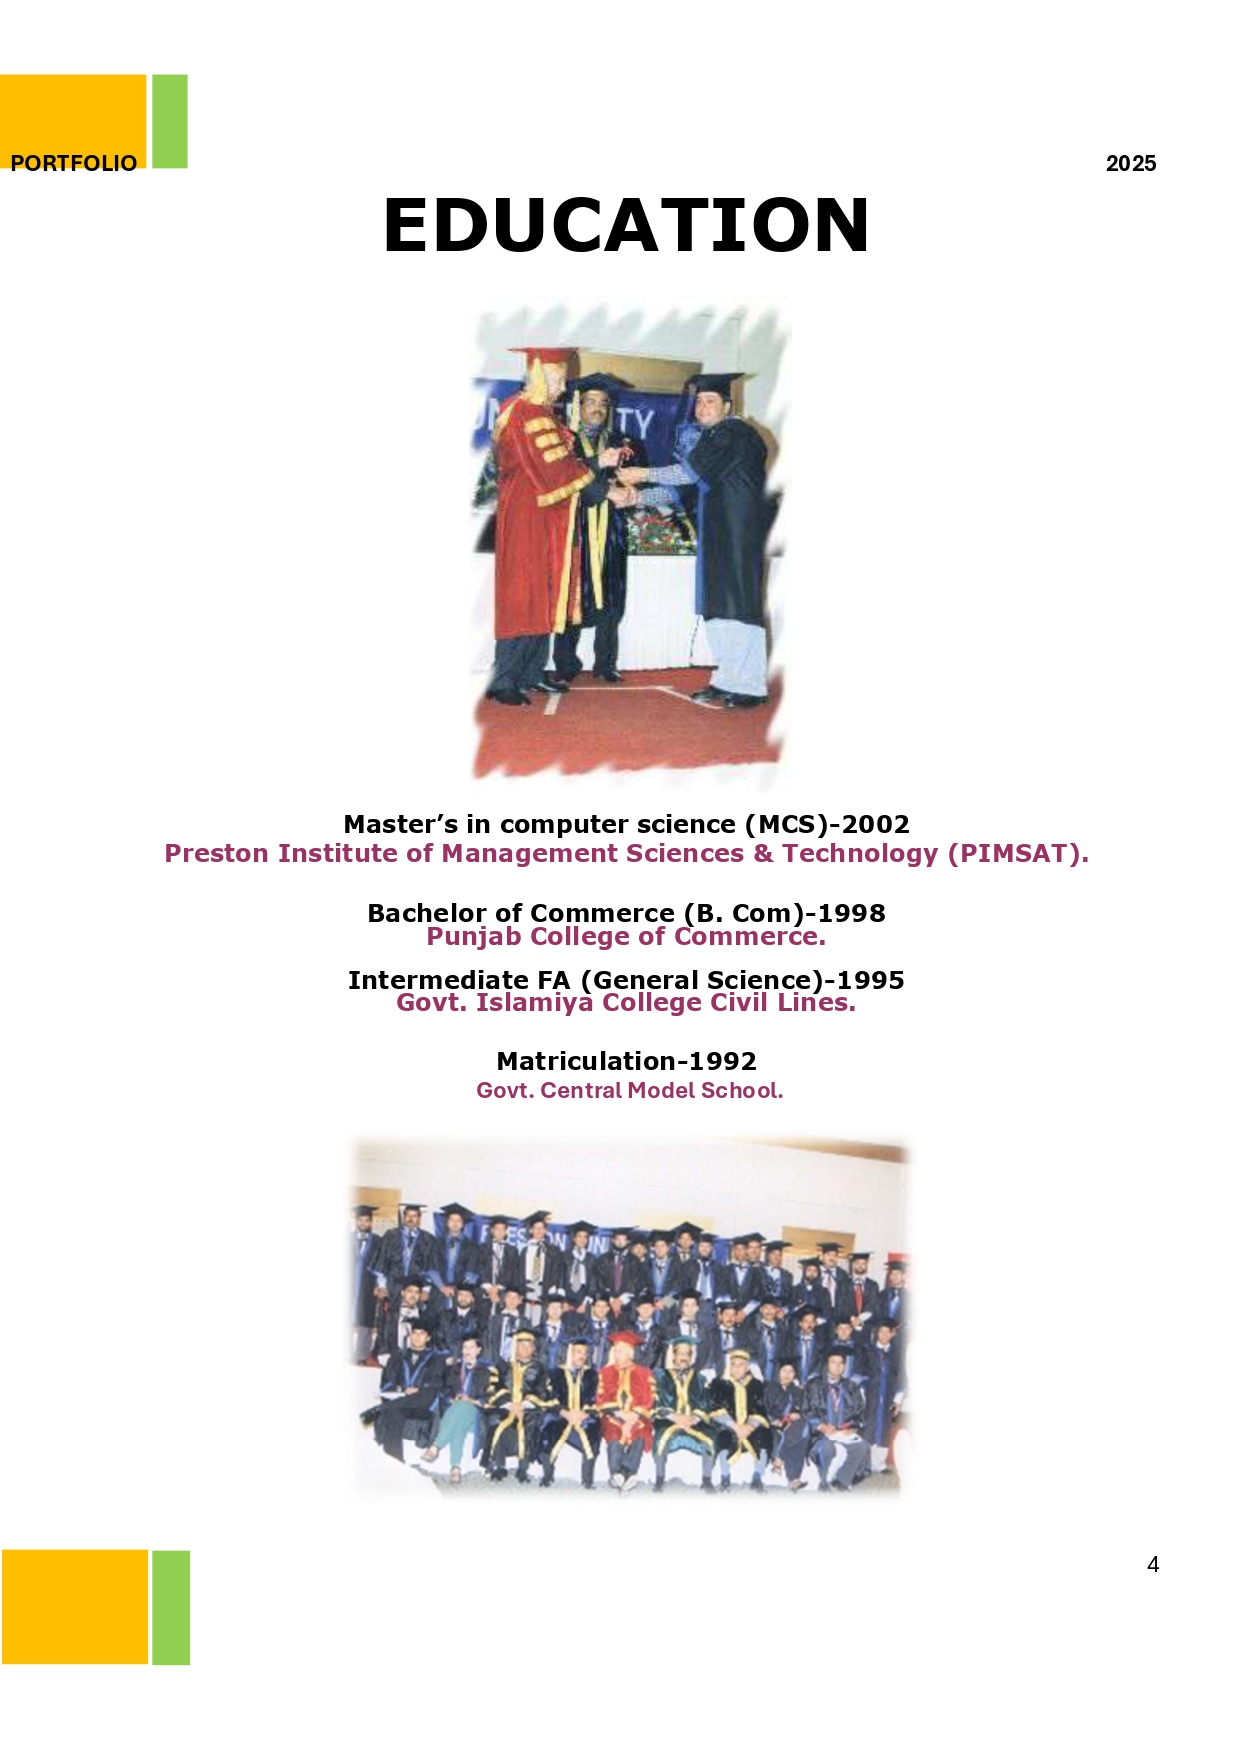 PORTFOLIO
2025
EDUCATION
Master’s in computer science (MCS)-2002
Preston Institute of Management Sciences & Technology (PIMSAT).
Bachelor of Commerce (B. Com)-1998
Punjab College of Commerce.
Intermediate FA (General Science)-1995
Govt. Islamiya College Civil Lines.
Matriculation-1992
Govt. Central Model School.
4